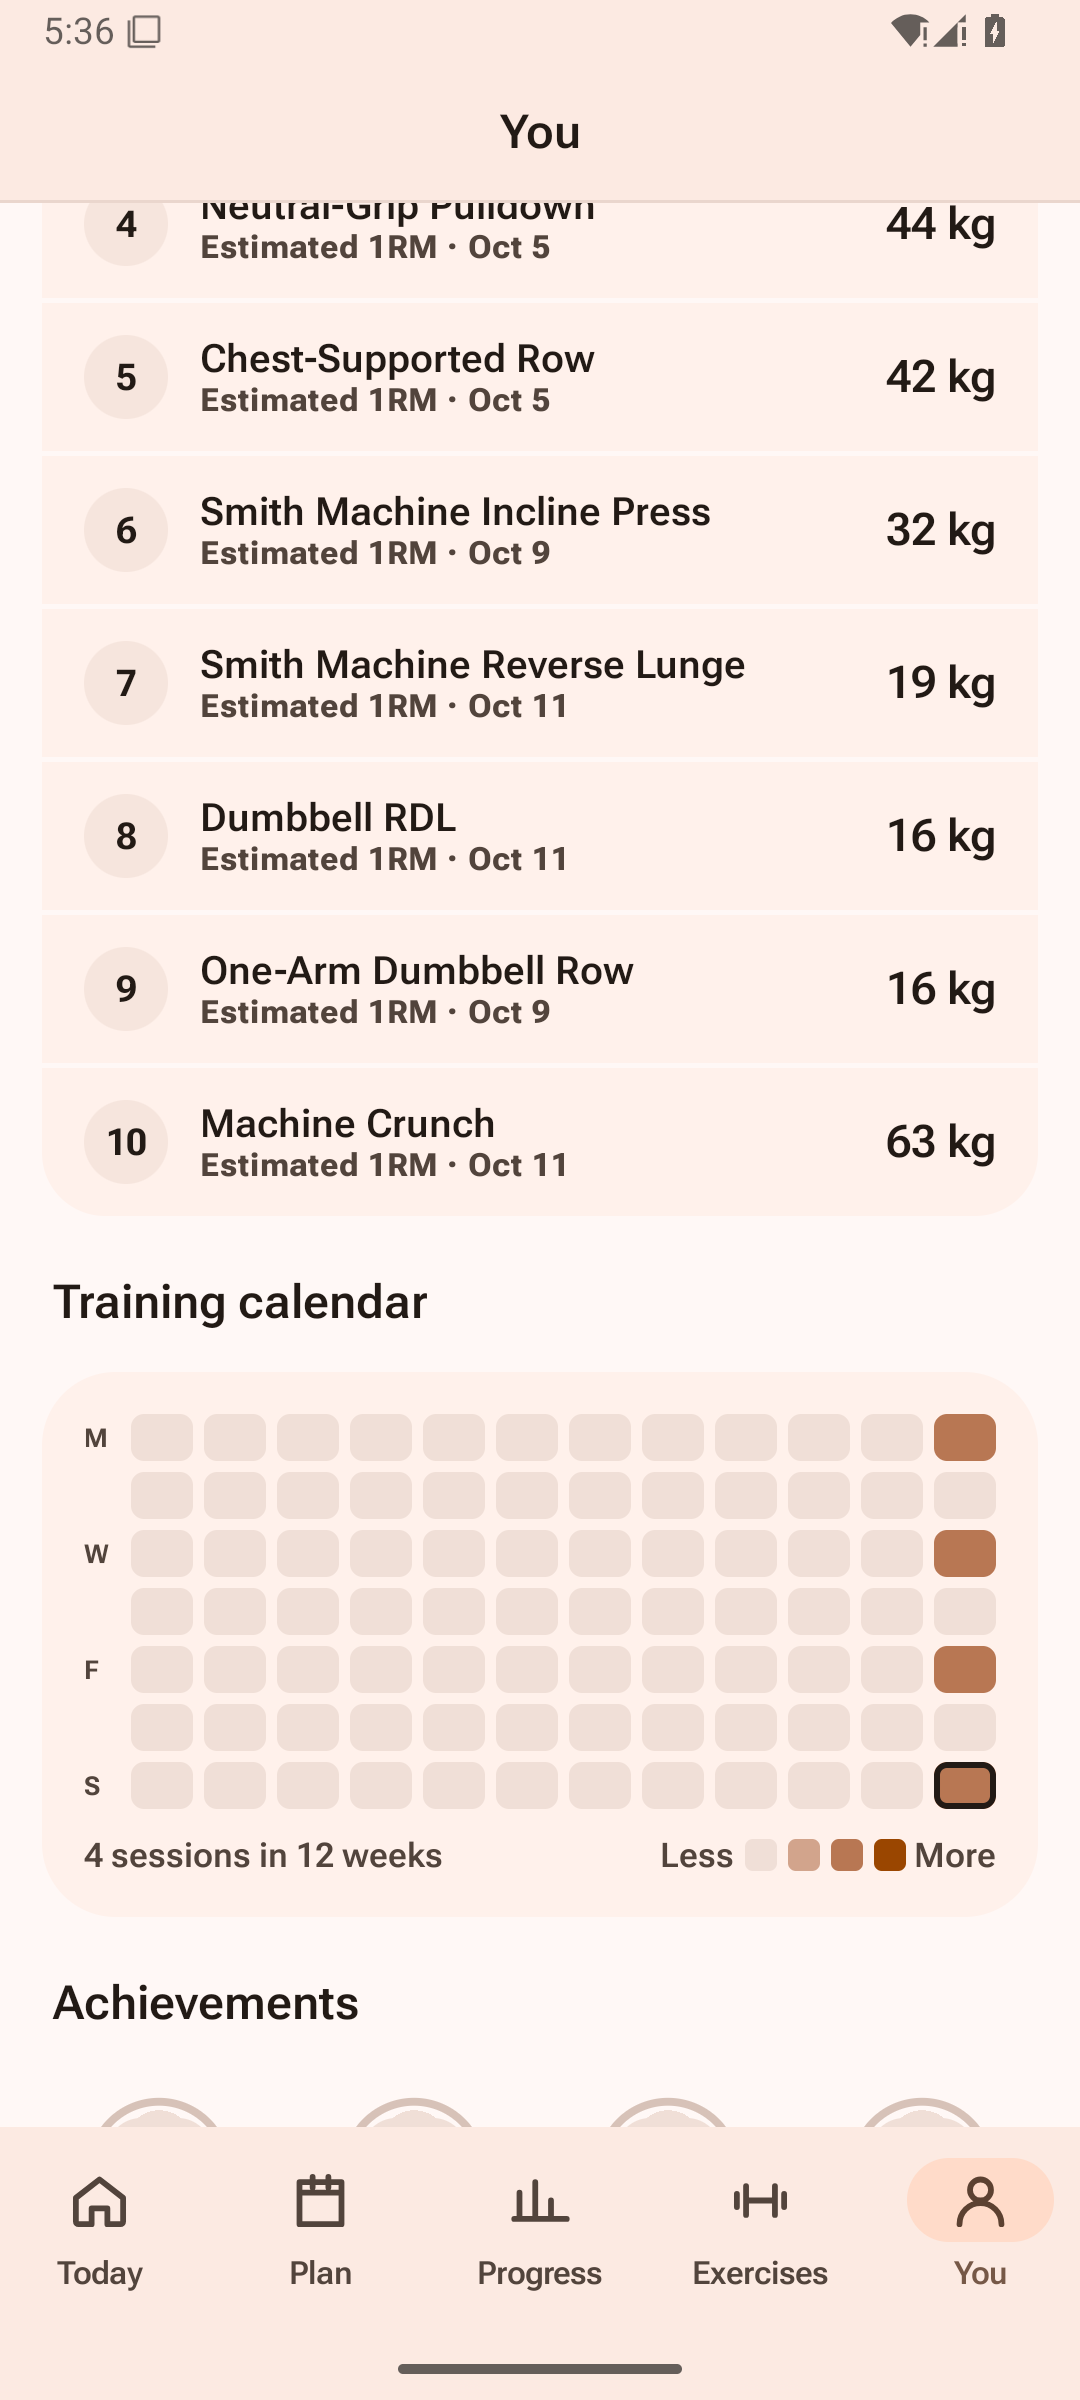 5:36
You
4
Neutral-Grip Pulldown
44 kg
Estimated 1RM · Oct 5
5
Chest-Supported Row
42 kg
Estimated 1RM · Oct 5
6
Smith Machine Incline Press
32 kg
Estimated 1RM · Oct 9
7
Smith Machine Reverse Lunge
19 kg
Estimated 1RM · Oct 11
8
Dumbbell RDL
16 kg
Estimated 1RM · Oct 11
9
One-Arm Dumbbell Row
16 kg
Estimated 1RM · Oct 9
10
Machine Crunch
63 kg
Estimated 1RM · Oct 11
Training calendar
M
W
F
S
4 sessions in 12 weeks
Less More
Achievements
Today Plan Progress Exercises You